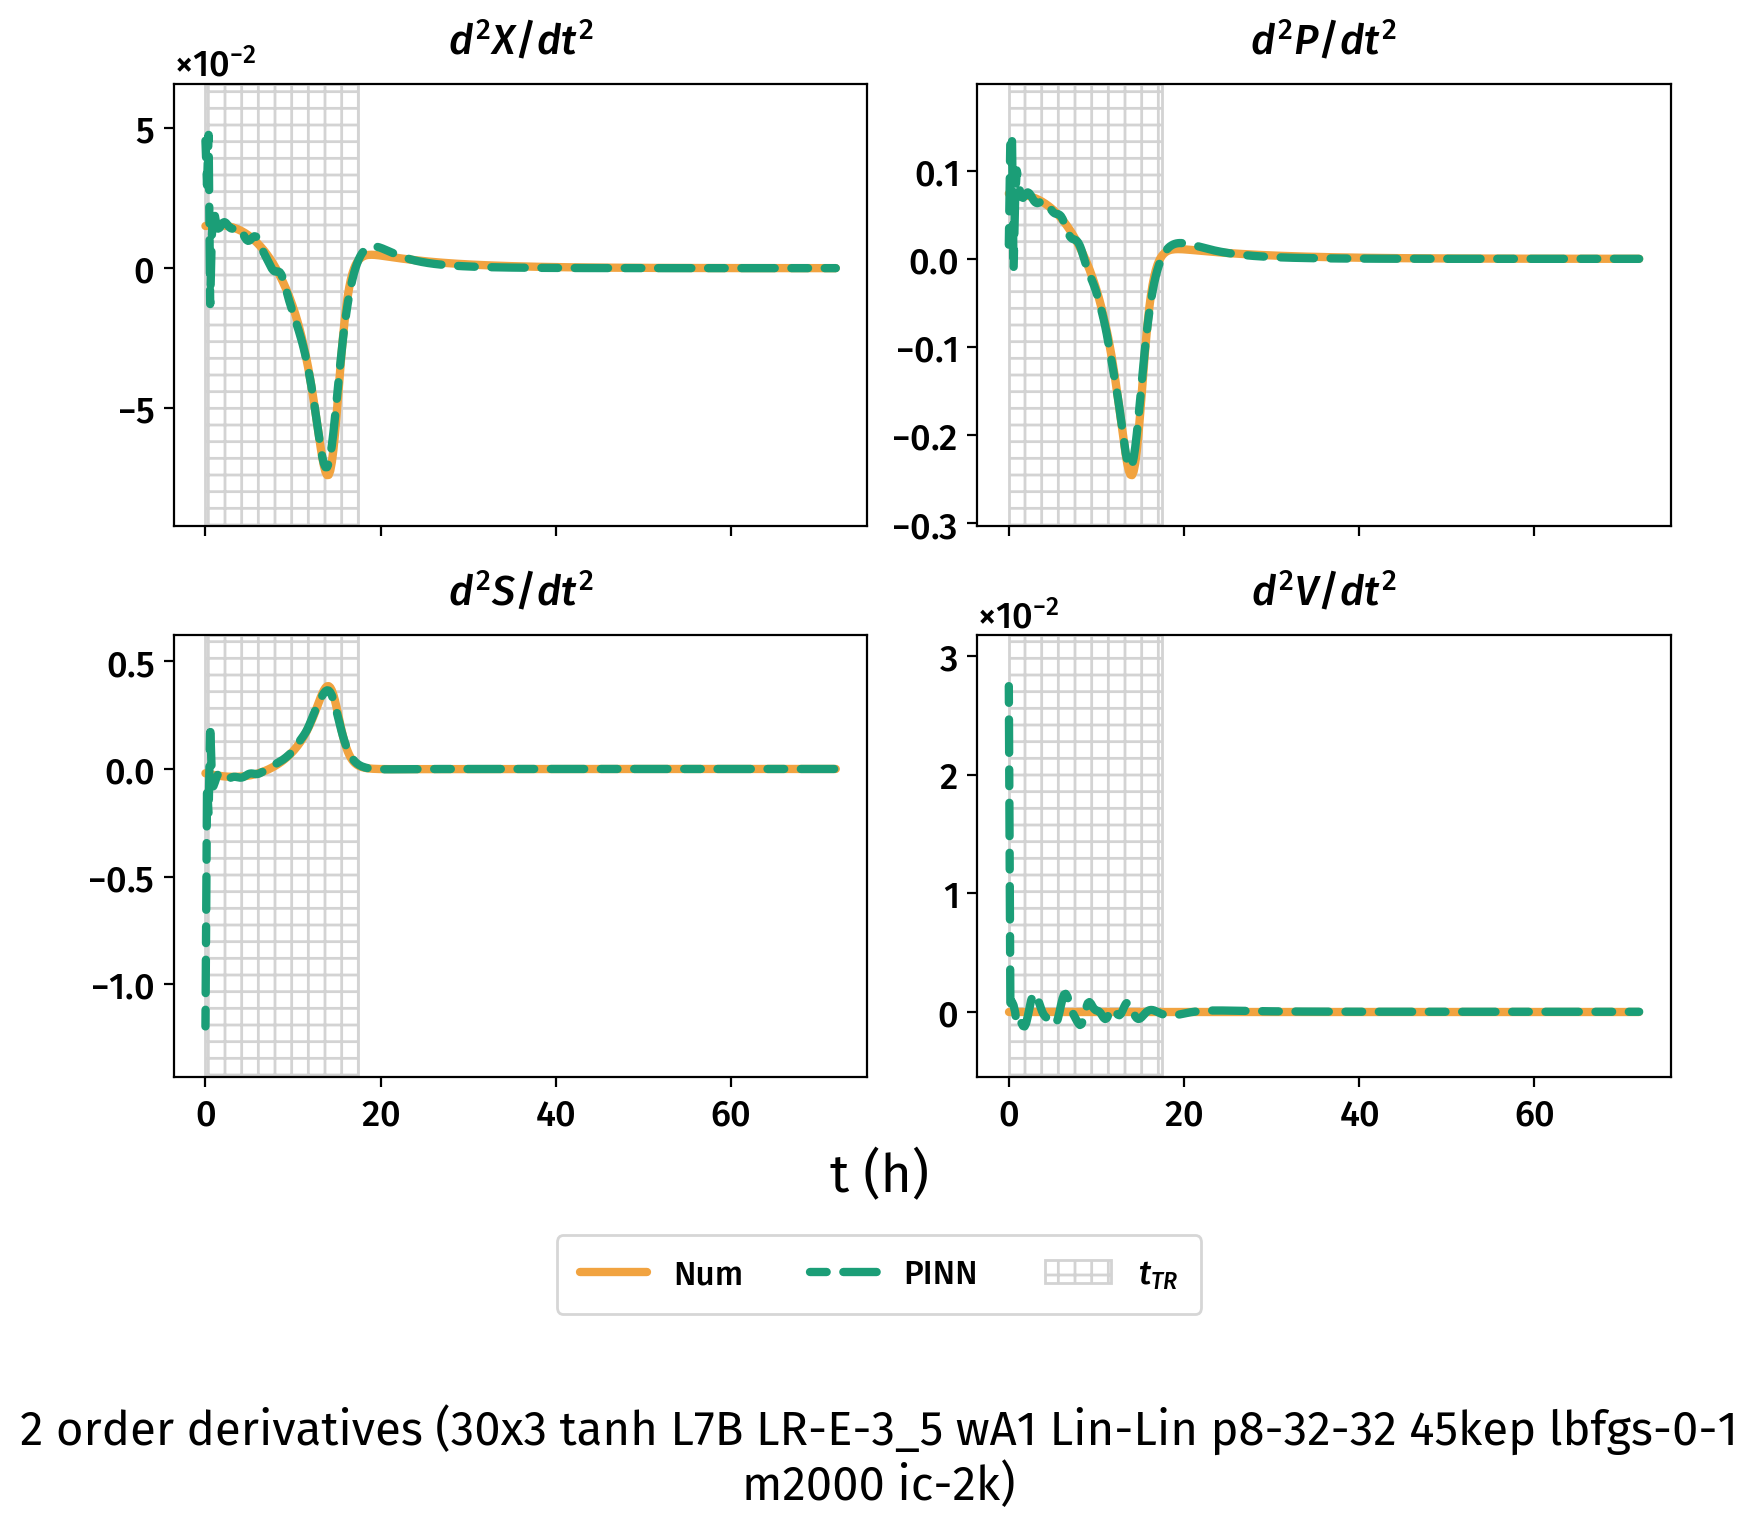 d²X/dt²
×10⁻²
5
0
−5
d²P/dt²
0.1
0.0
−0.1
−0.2
−0.3
d²S/dt²
0.5
0.0
−0.5
−1.0
0 20 40 60
d²V/dt²
×10⁻²
3
2
1
0
0 20 40 60
t (h)
Num PINN t_TR
2 order derivatives (30x3 tanh L7B LR-E-3_5 wA1 Lin-Lin p8-32-32 45kep lbfgs-0-1
m2000 ic-2k)